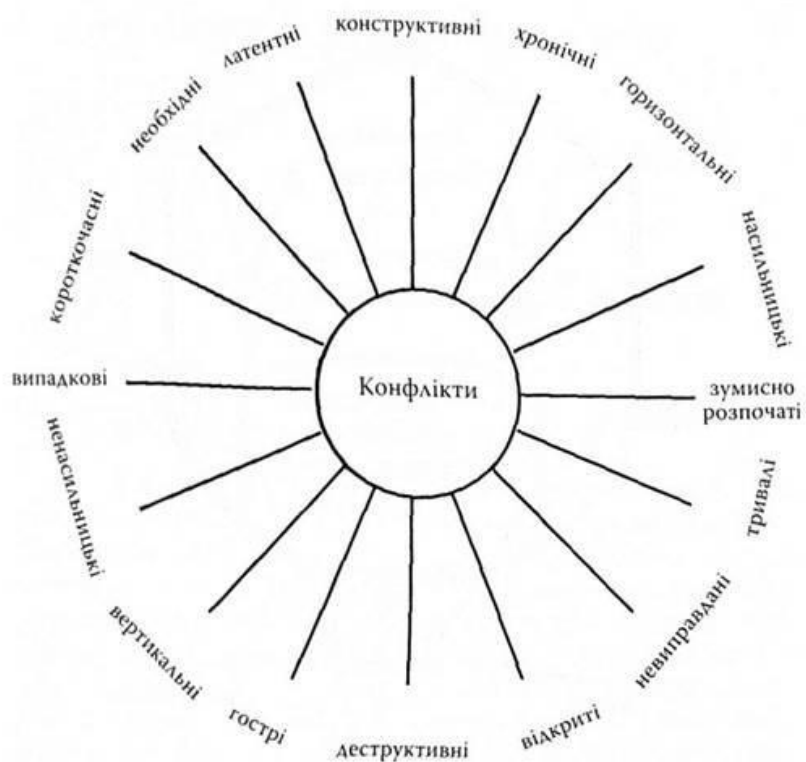 конструктивні
хронічні
горизонтальні
насильницькі
зумисно
розпочаті
тривалі
невиправдані
відкриті
деструктивні
гострі
вертикальні
ненасильницькі
випадкові
короткочасні
необхідні
латентні
Конфлікти